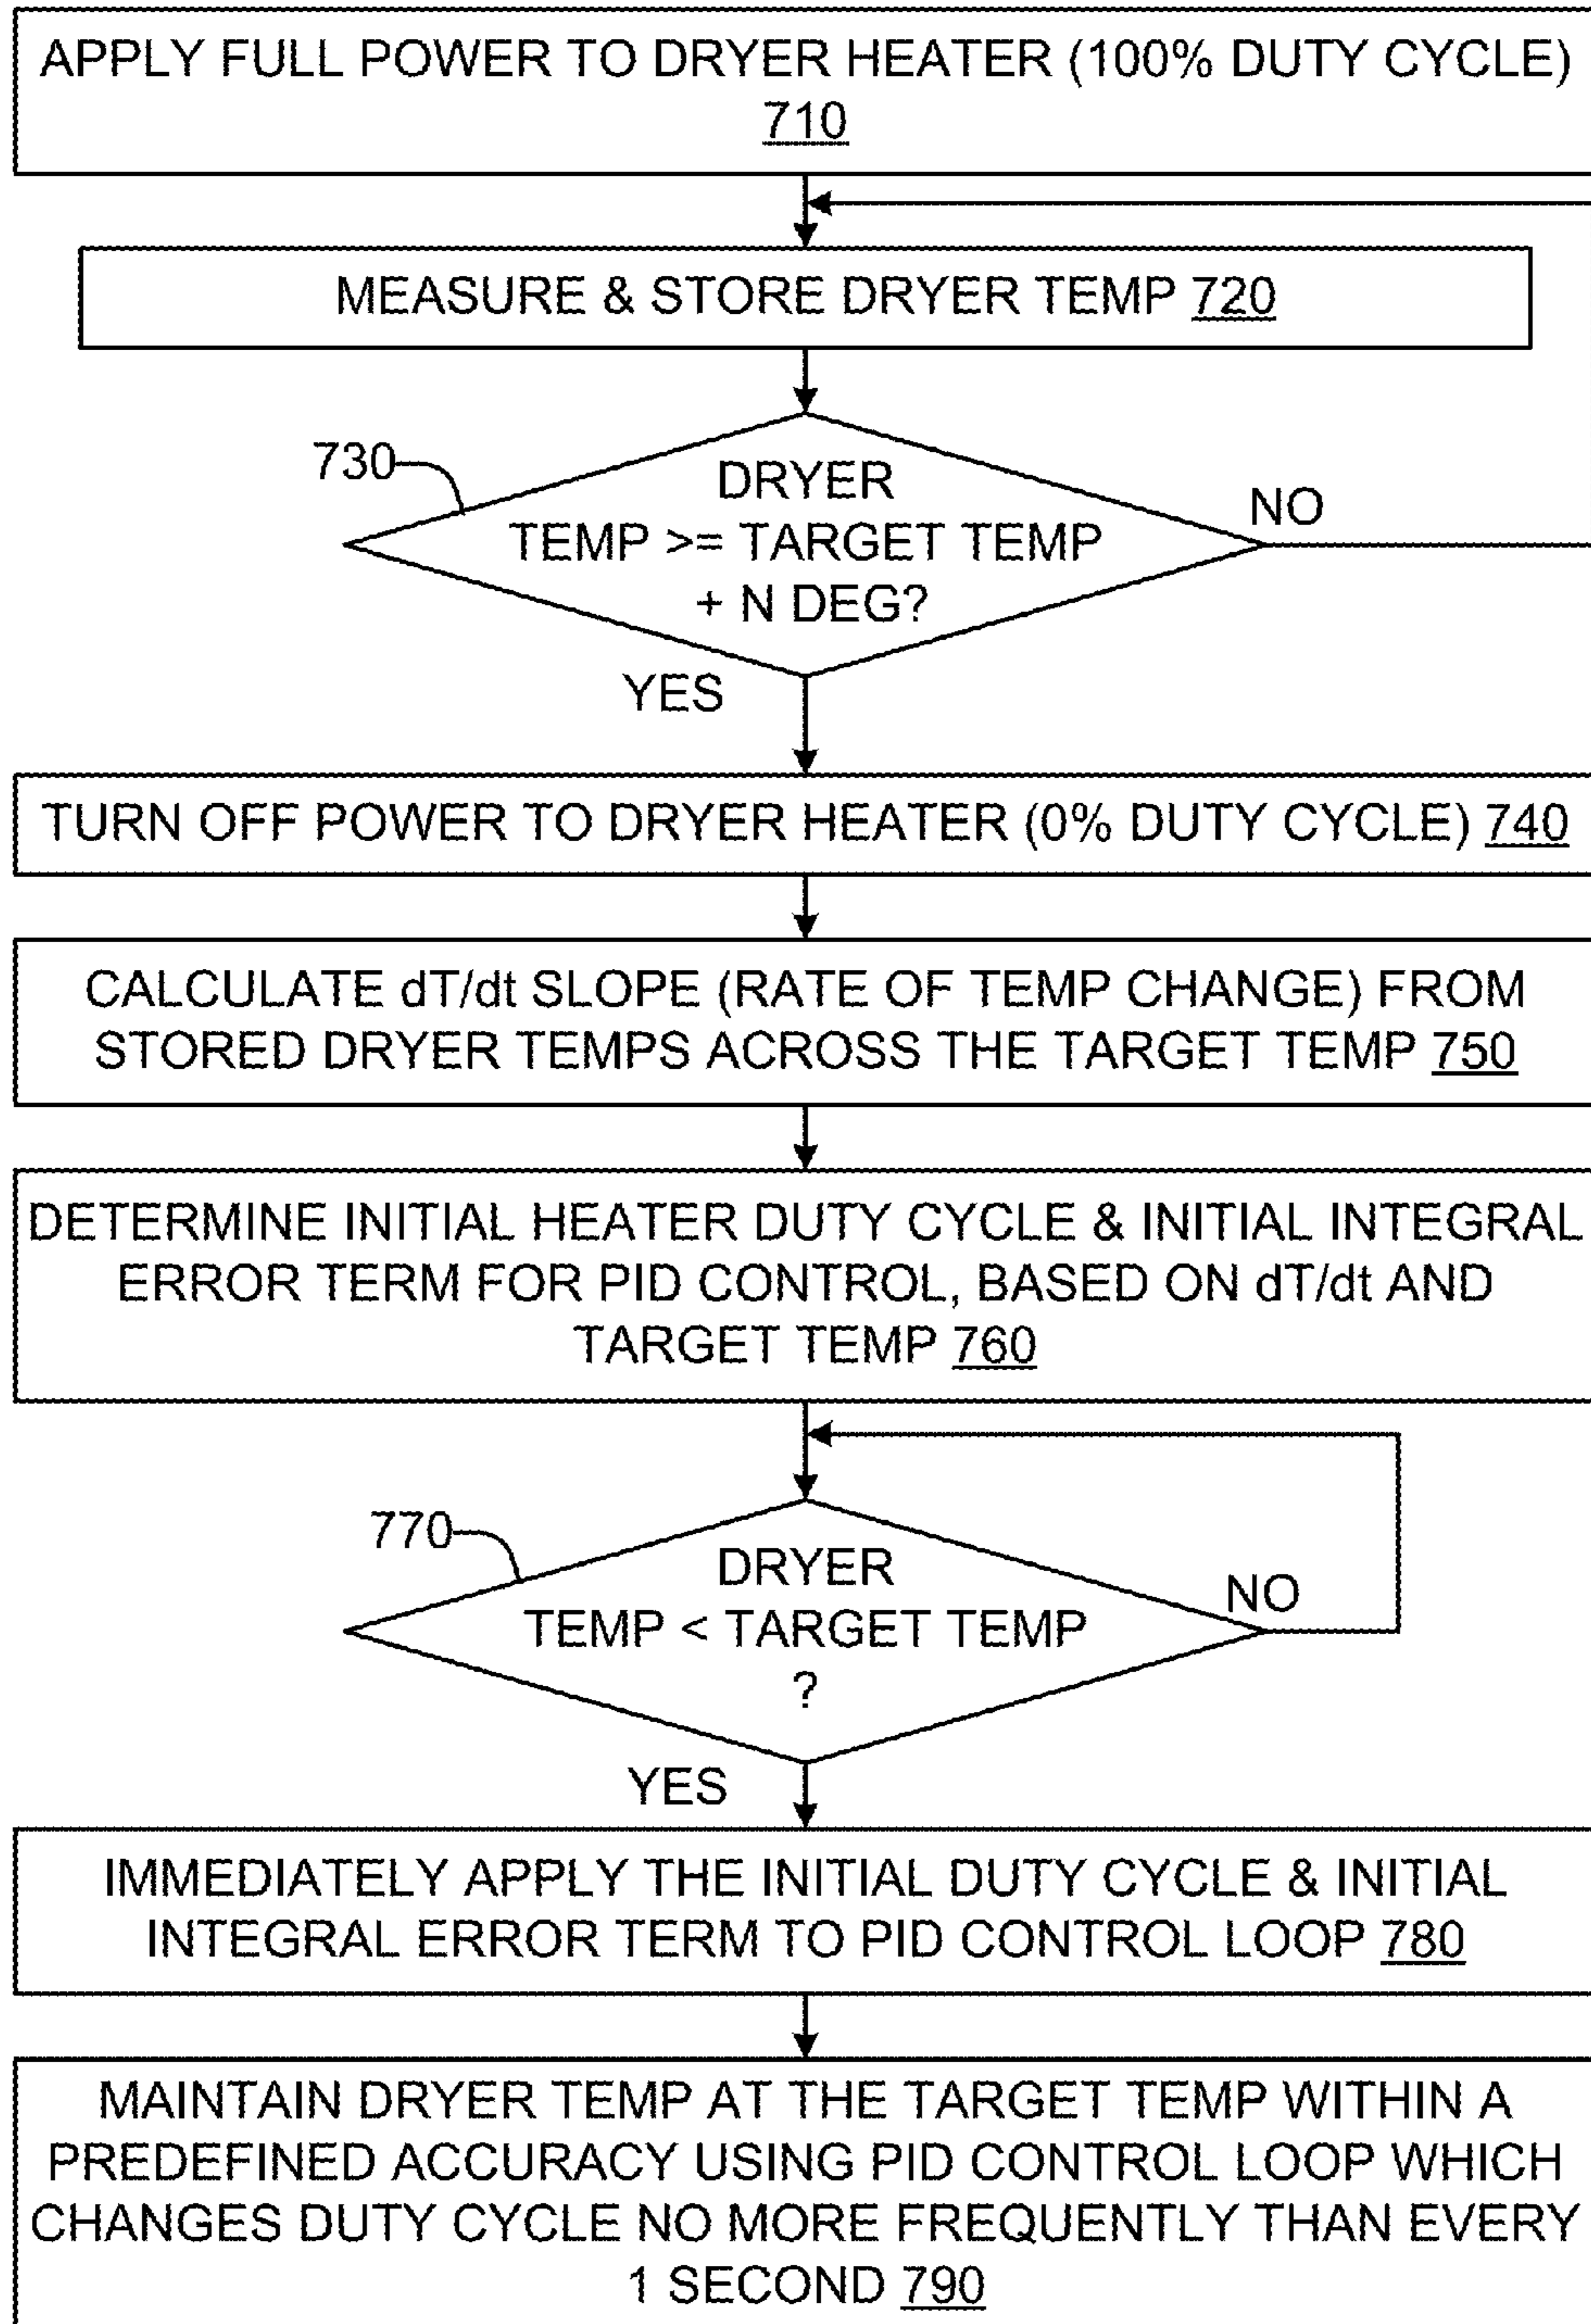 APPLY FULL POWER TO DRYER HEATER (100% DUTY CYCLE)
710
MEASURE & STORE DRYER TEMP 720
730
DRYER
TEMP >= TARGET TEMP
+ N DEG?
NO
YES
TURN OFF POWER TO DRYER HEATER (0% DUTY CYCLE) 740
CALCULATE dT/dt SLOPE (RATE OF TEMP CHANGE) FROM
STORED DRYER TEMPS ACROSS THE TARGET TEMP 750
DETERMINE INITIAL HEATER DUTY CYCLE & INITIAL INTEGRAL
ERROR TERM FOR PID CONTROL, BASED ON dT/dt AND
TARGET TEMP 760
770
DRYER
TEMP < TARGET TEMP
?
NO
YES
IMMEDIATELY APPLY THE INITIAL DUTY CYCLE & INITIAL
INTEGRAL ERROR TERM TO PID CONTROL LOOP 780
MAINTAIN DRYER TEMP AT THE TARGET TEMP WITHIN A
PREDEFINED ACCURACY USING PID CONTROL LOOP WHICH
CHANGES DUTY CYCLE NO MORE FREQUENTLY THAN EVERY
1 SECOND 790